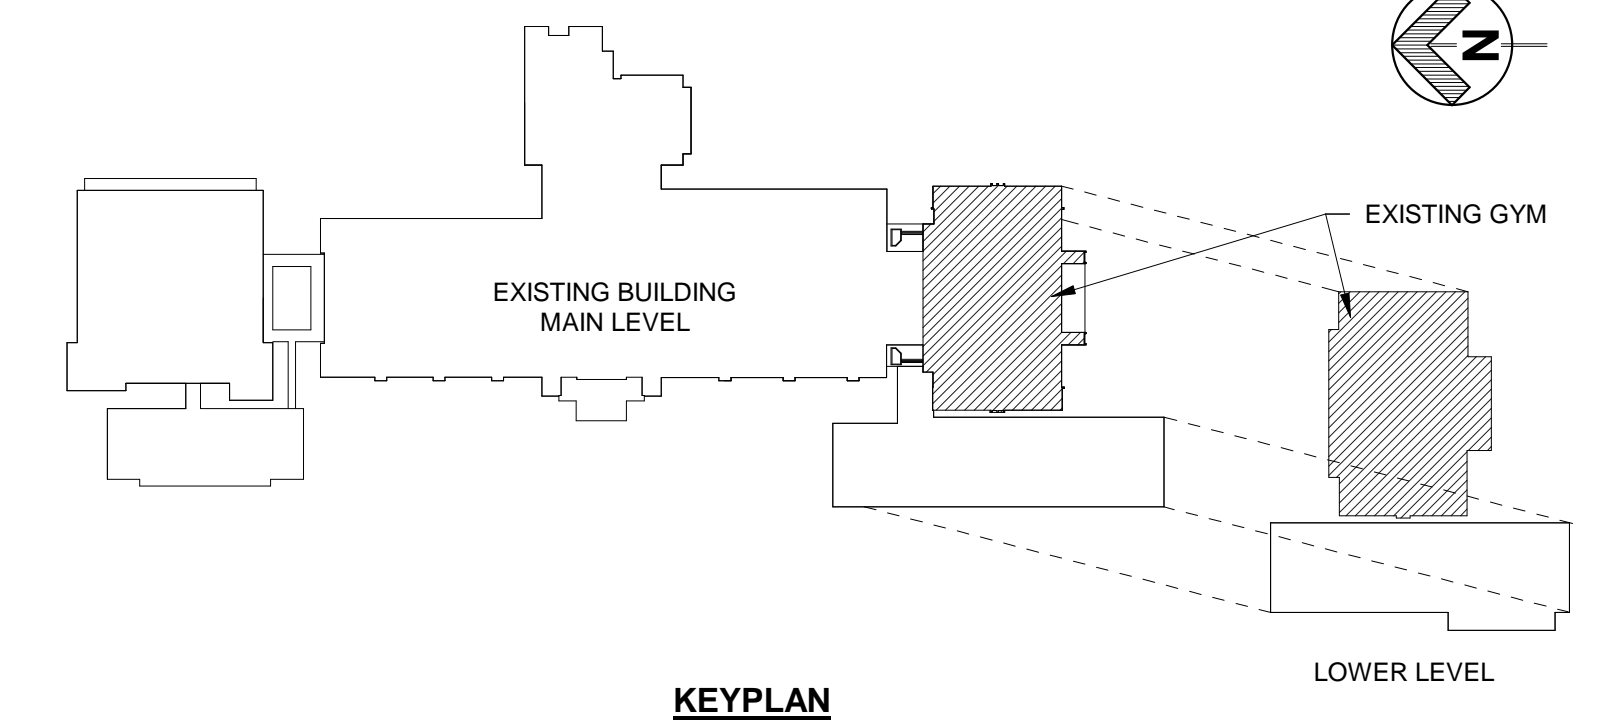 N
EXISTING GYM
EXISTING BUILDING
MAIN LEVEL
LOWER LEVEL
KEYPLAN